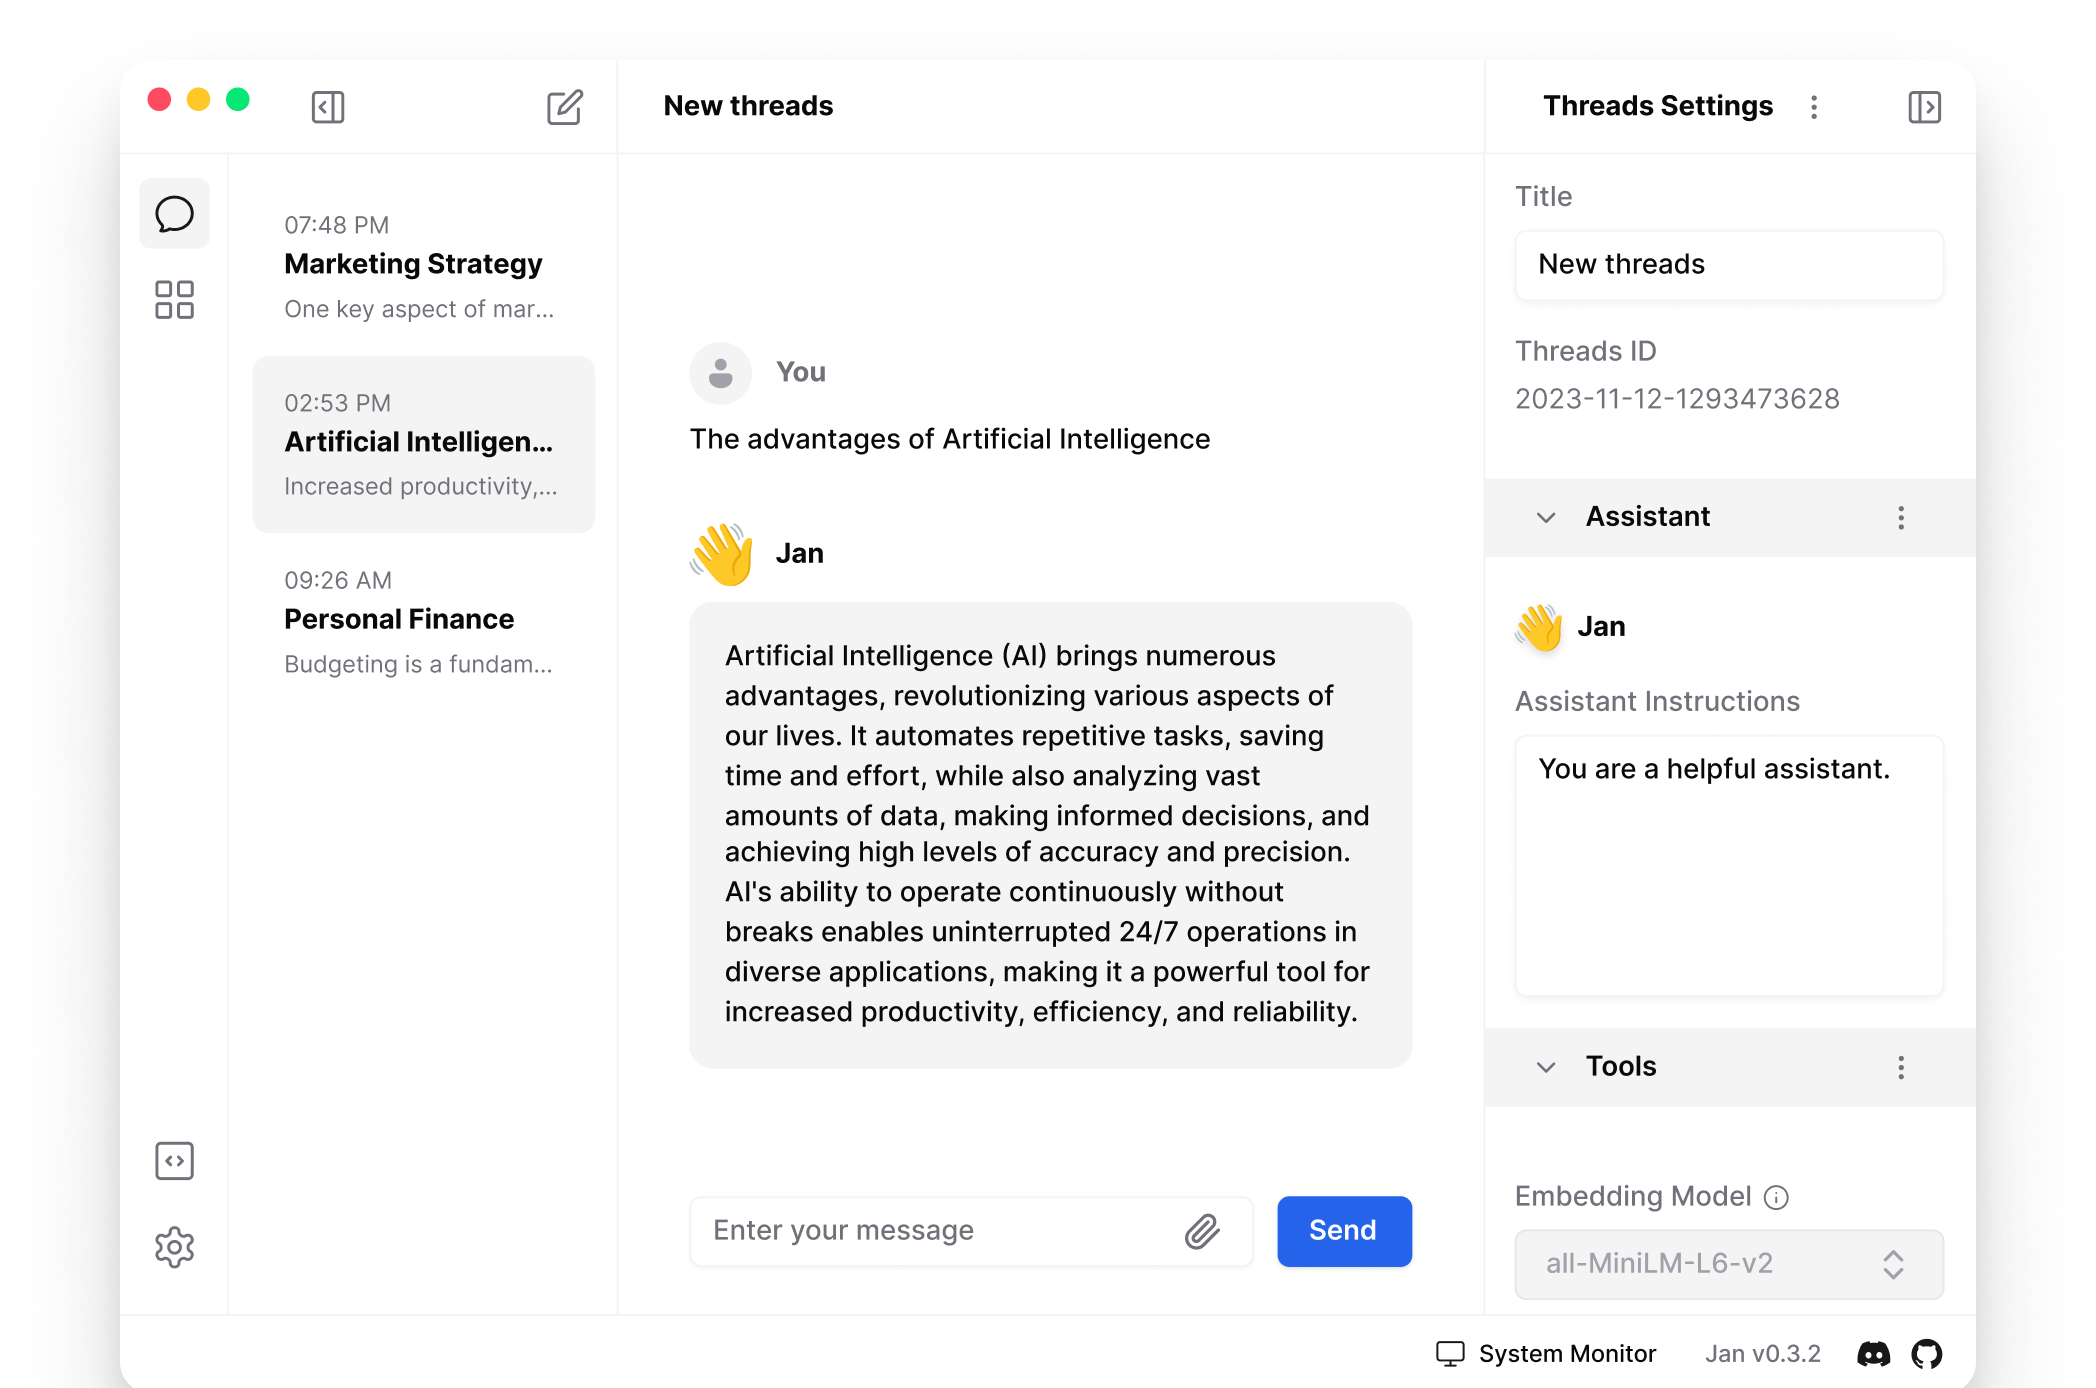 New threads
Threads Settings
07:48 PM
Marketing Strategy
One key aspect of mar...
02:53 PM
Artificial Intelligen...
Increased productivity,...
09:26 AM
Personal Finance
Budgeting is a fundam...
You
The advantages of Artificial Intelligence
Jan
Artificial Intelligence (AI) brings numerous
advantages, revolutionizing various aspects of
our lives. It automates repetitive tasks, saving
time and effort, while also analyzing vast
amounts of data, making informed decisions, and
achieving high levels of accuracy and precision.
AI's ability to operate continuously without
breaks enables uninterrupted 24/7 operations in
diverse applications, making it a powerful tool for
increased productivity, efficiency, and reliability.
Enter your message
Send
Title
New threads
Threads ID
2023-11-12-1293473628
Assistant
Jan
Assistant Instructions
You are a helpful assistant.
Tools
Embedding Model
all-MiniLM-L6-v2
System Monitor
Jan v0.3.2